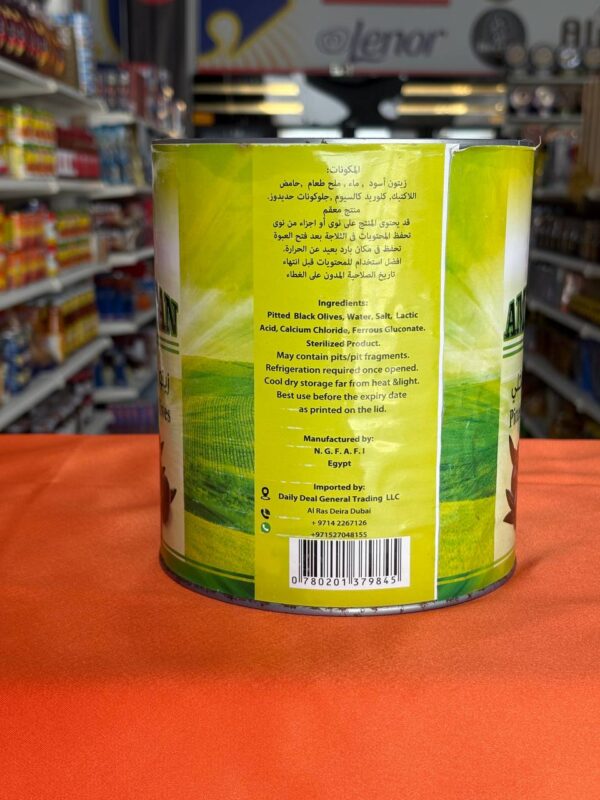 Lenor
المكونات:
زيتون أسود , ماء , ملح طعام ,حامض
اللاكتيك, كلوريد كالسيوم ,جلوكونات حديدوز.
منتج معقم
قد يحتوي المنتج على نوى أو اجزاء من نوى
تحفظ المحتويات في الثلاجة بعد فتح العبوة
تحفظ في مكان بارد بعيد عن الحرارة.
افضل استخدام للمحتويات قبل انتهاء
تاريخ الصلاحية المدون على الغطاء
Ingredients:
Pitted Black Olives, Water, Salt, Lactic
Acid, Calcium Chloride, Ferrous Gluconate.
Sterilized Product.
May contain pits/pit fragments.
Refrigeration required once opened.
Cool dry storage far from heat &light.
Best use before the expiry date
as printed on the lid.
Manufactured by:
N. G. F. A. F. I
Egypt
Imported by:
Daily Deal General Trading LLC
Al Ras Deira Dubai
+ 9714 2267126
+971527048155
0 780201 379845